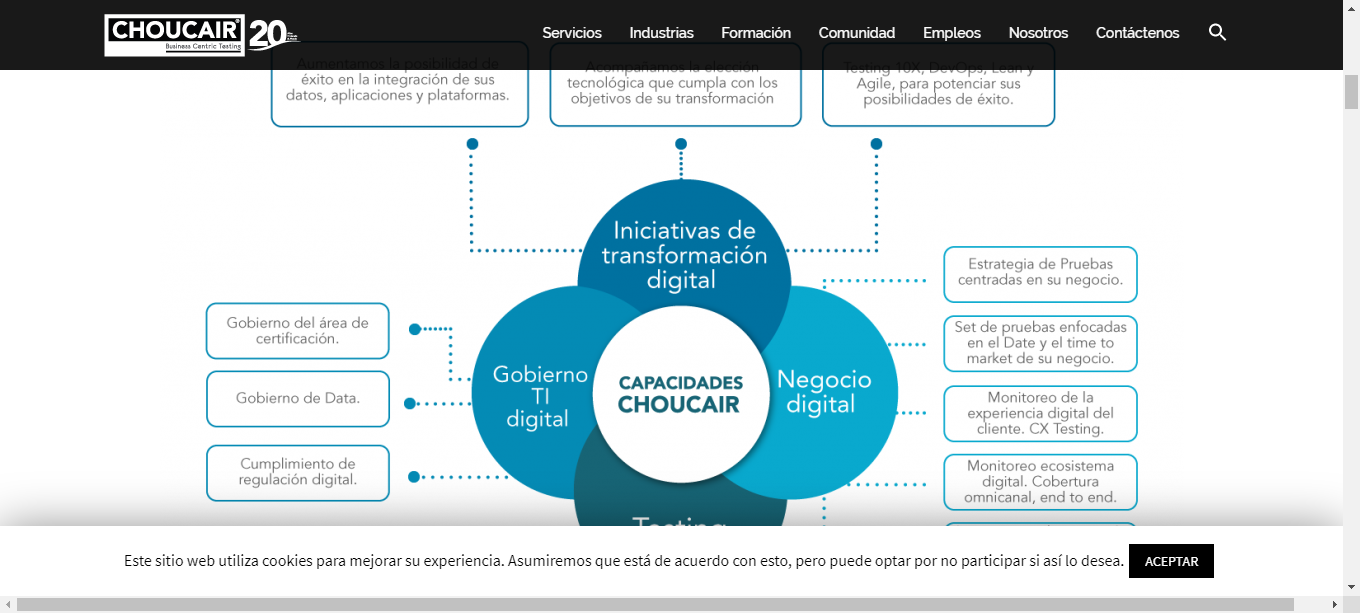 CHOUCAIR®
Business Centric Testing
20
Servicios
Industrias
Formación
Comunidad
Empleos
Nosotros
Contáctenos
Aumentamos la posibilidad de
éxito en la integración de sus
datos, aplicaciones y plataformas.
Acompañamos la elección
tecnológica que cumpla con los
objetivos de su transformación
Testing 10X, DevOps, Lean y
Agile, para potenciar sus
posibilidades de éxito.
Iniciativas de
transformación
digital
Gobierno del área de
certificación.
Gobierno de Data.
Cumplimiento de
regulación digital.
Gobierno
TI
digital
CAPACIDADES
CHOUCAIR
Negocio
digital
Testing
Estrategia de Pruebas
centradas en su negocio.
Set de pruebas enfocadas
en el Date y el time to
market de su negocio.
Monitoreo de la
experiencia digital del
cliente. CX Testing.
Monitoreo ecosistema
digital. Cobertura
omnicanal, end to end.
Este sitio web utiliza cookies para mejorar su experiencia. Asumiremos que está de acuerdo con esto, pero puede optar por no participar si así lo desea.
ACEPTAR